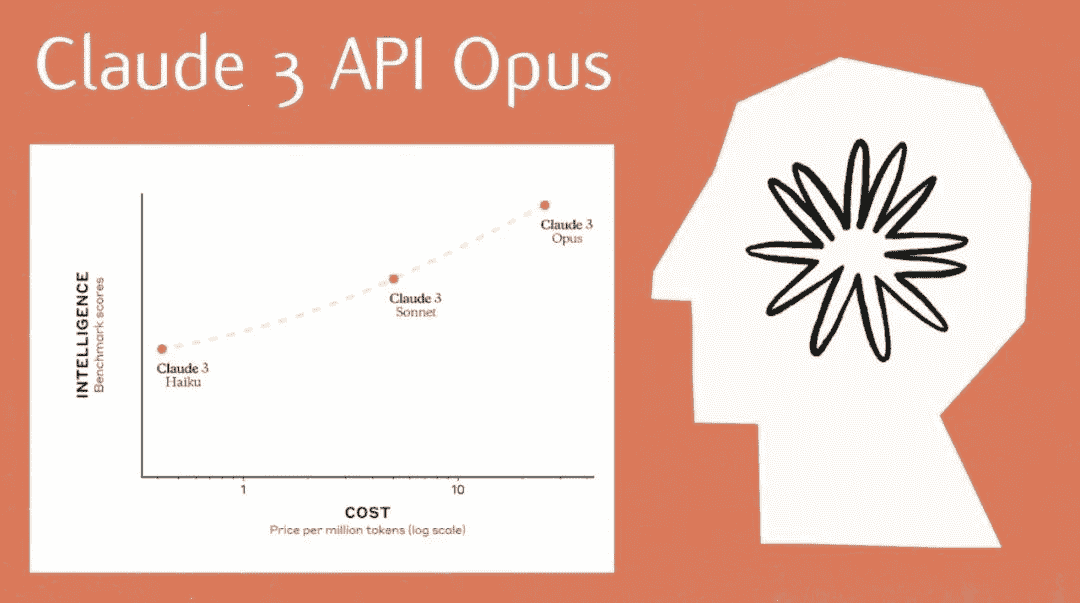 Claude 3 API Opus
INTELLIGENCE
Benchmark scores
Claude 3
Opus
Claude 3
Sonnet
Claude 3
Haiku
1
10
COST
Price per million tokens (log scale)